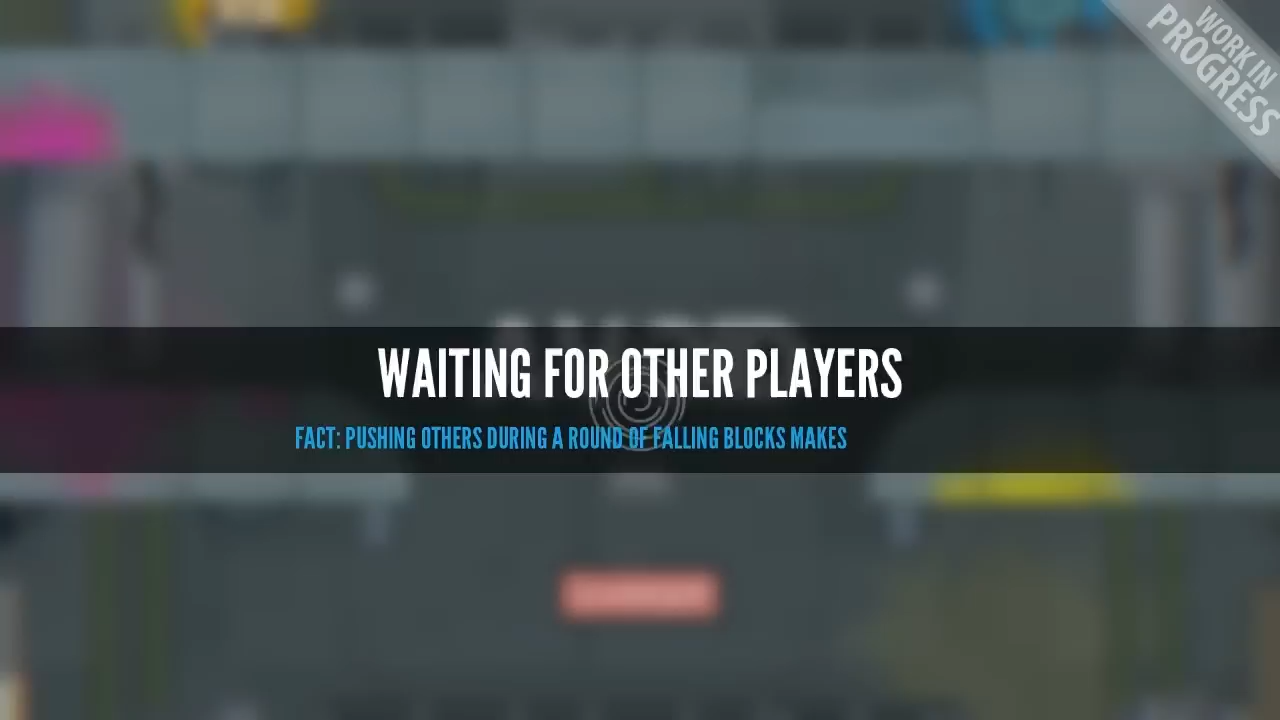 WORK IN
PROGRESS
WAITING FOR OTHER PLAYERS
FACT: PUSHING OTHERS DURING A ROUND OF FALLING BLOCKS MAKES